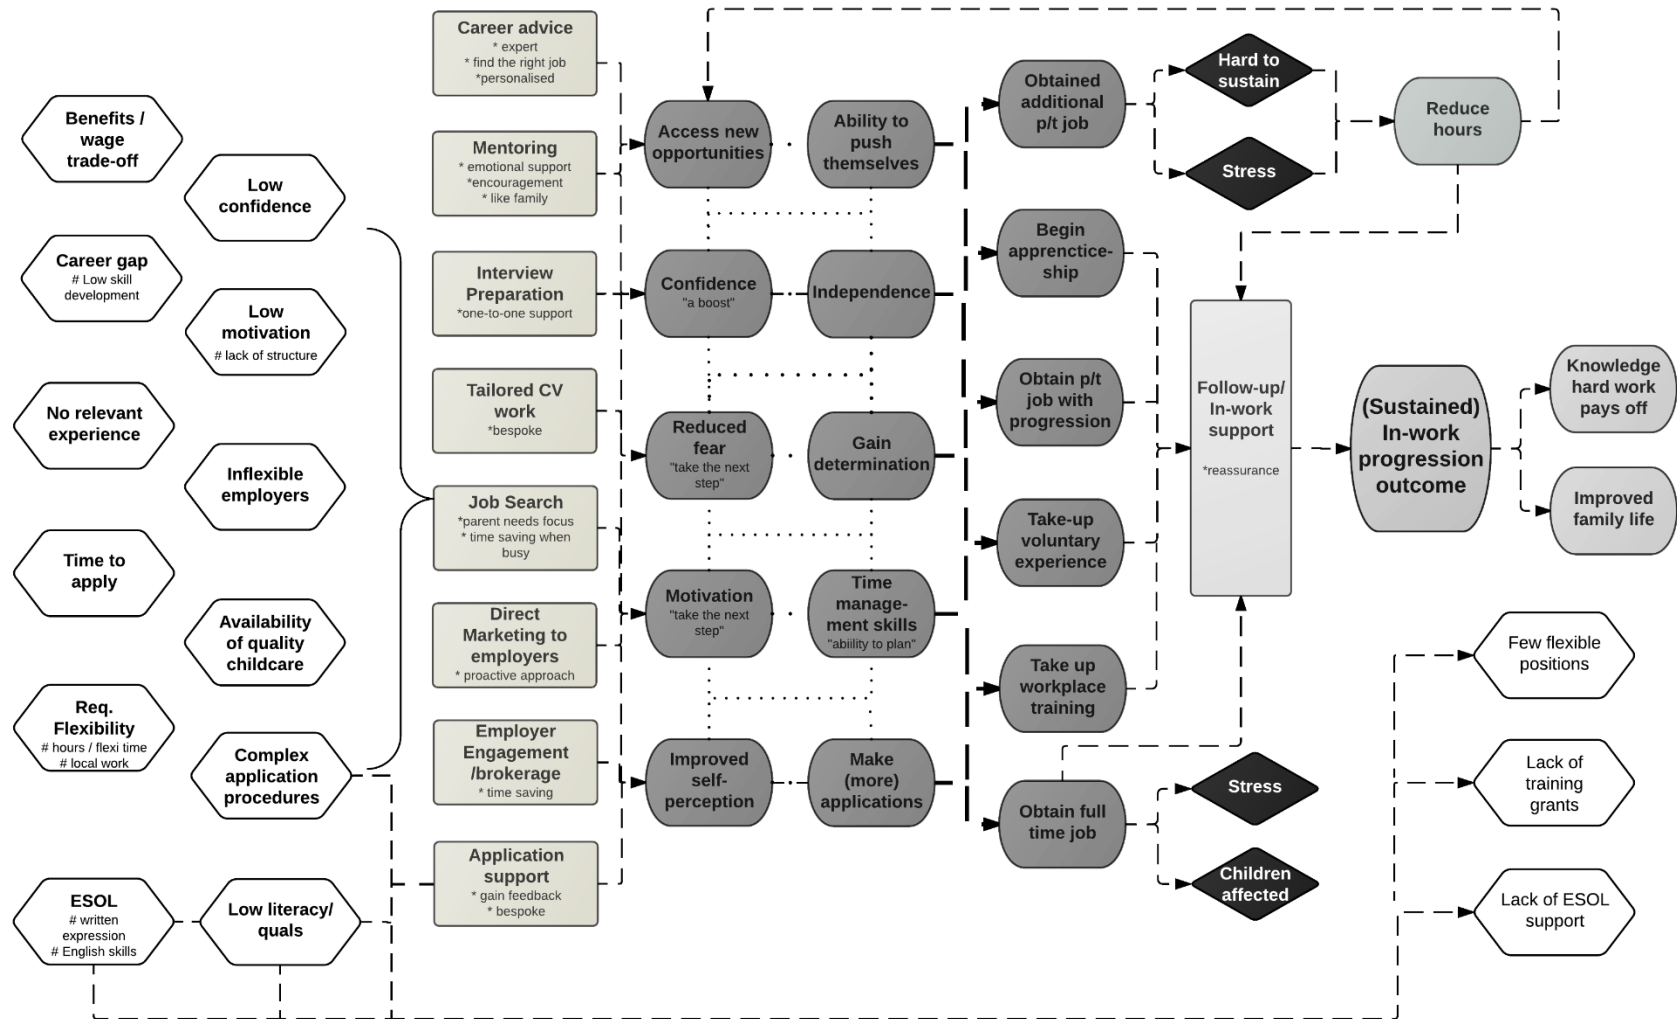 Benefits /
wage
trade-off
Low
confidence
Career gap
# Low skill
development
Low
motivation
# lack of structure
No relevant
experience
Inflexible
employers
Time to
apply
Availability
of quality
childcare
Req.
Flexibility
# hours / flexi time
# local work
Complex
application
procedures
ESOL
# written
expression
# English skills
Low literacy/
quals
Career advice
* expert
* find the right job
*personalised
Mentoring
* emotional support
*encouragement
* like family
Interview
Preparation
*one-to-one support
Tailored CV
work
*bespoke
Job Search
*parent needs focus
* time saving when
busy
Direct
Marketing to
employers
* proactive approach
Employer
Engagement
/brokerage
* time saving
Application
support
* gain feedback
* bespoke
Access new
opportunities
Ability to
push
themselves
Confidence
"a boost"
Independence
Reduced
fear
"take the next
step"
Gain
determination
Motivation
"take the next
step"
Time
manage-
ment skills
"abiility to plan"
Improved
self-
perception
Make
(more)
applications
Obtained
additional
p/t job
Begin
apprenctice-
ship
Obtain p/t
job with
progression
Take-up
voluntary
experience
Take up
workplace
training
Obtain full
time job
Hard to
sustain
Stress
Reduce
hours
Follow-up/
In-work
support
*reassurance
Stress
Children
affected
(Sustained)
In-work
progression
outcome
Knowledge
hard work
pays off
Improved
family life
Few flexible
positions
Lack of
training
grants
Lack of ESOL
support